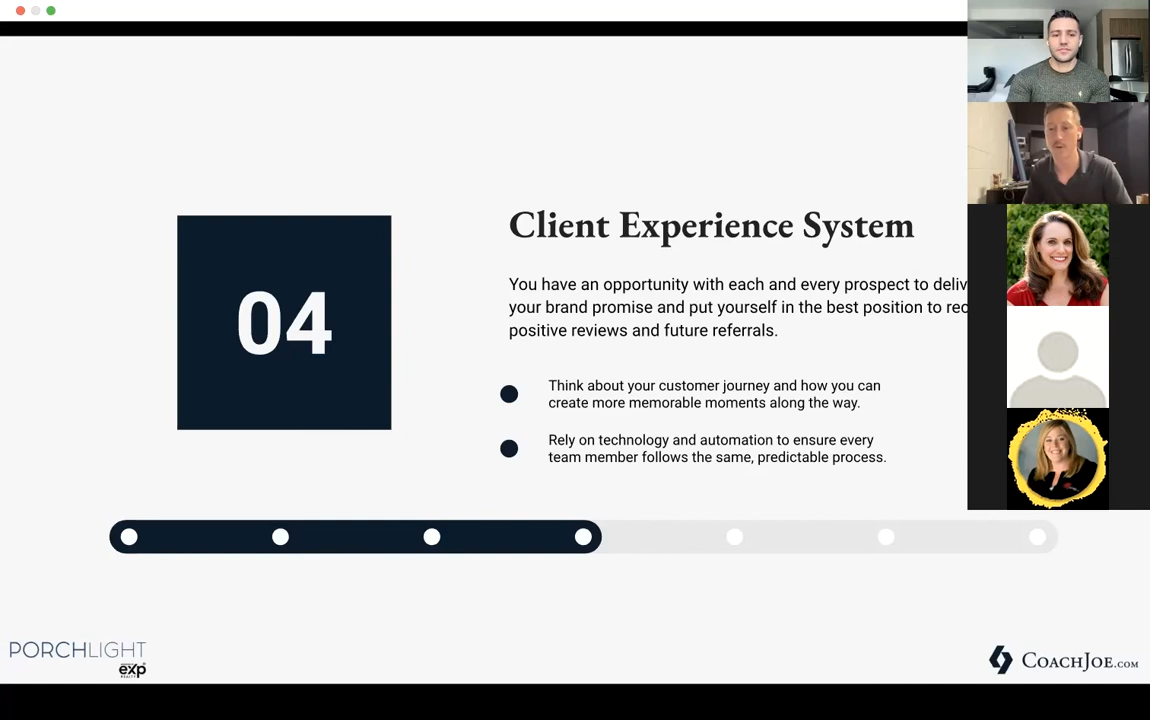 04
Client Experience System
You have an opportunity with each and every prospect to deliv
your brand promise and put yourself in the best position to rec
positive reviews and future referrals.
Think about your customer journey and how you can
create more memorable moments along the way.
Rely on technology and automation to ensure every
team member follows the same, predictable process.
PORCHLIGHT
exp
REALTY
COACHJOE.COM